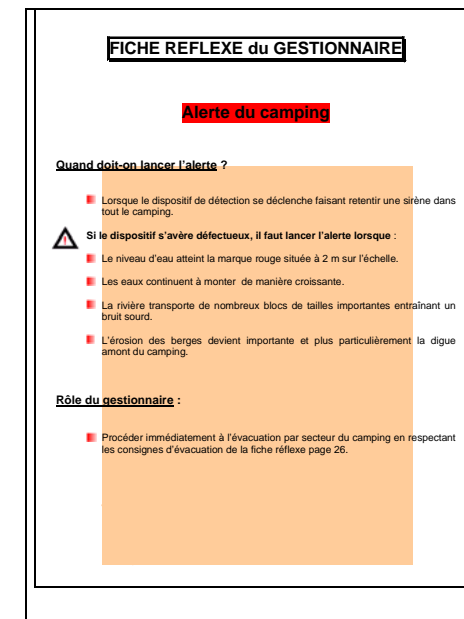 FICHE REFLEXE du GESTIONNAIRE
Alerte du camping
Quand doit-on lancer l'alerte ?
Lorsque le dispositif de détection se déclenche faisant retentir une sirène dans
tout le camping.
Si le dispositif s'avère défectueux, il faut lancer l'alerte lorsque :
Le niveau d'eau atteint la marque rouge située à 2 m sur l'échelle.
Les eaux continuent à monter de manière croissante.
La rivière transporte de nombreux blocs de tailles importantes entraînant un
bruit sourd.
L'érosion des berges devient importante et plus particulièrement la digue
amont du camping.
Rôle du gestionnaire :
Procéder immédiatement à l'évacuation par secteur du camping en respectant
les consignes d'évacuation de la fiche réflexe page 26.